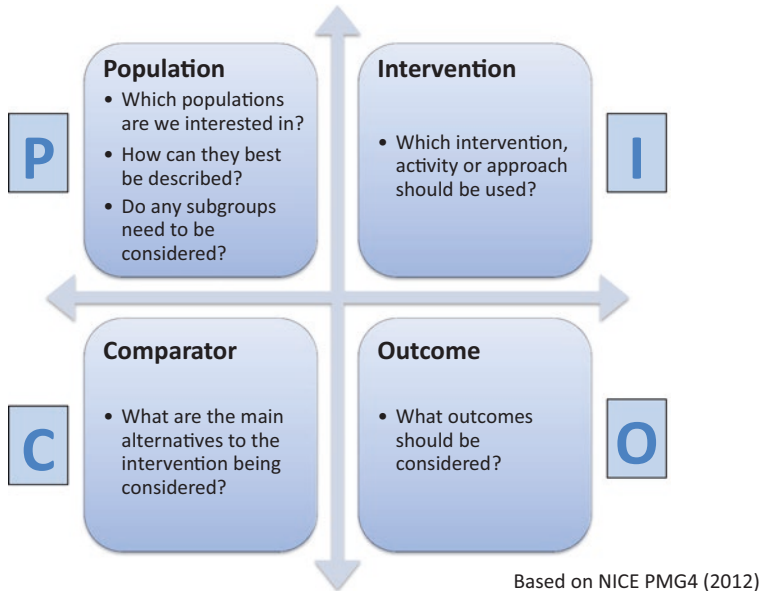 P
Population
• Which populations
are we interested in?
• How can they best
be described?
• Do any subgroups
need to be
considered?
Intervention
• Which intervention,
activity or approach
should be used?
I
C
Comparator
• What are the main
alternatives to the
intervention being
considered?
Outcome
• What outcomes
should be
considered?
O
Based on NICE PMG4 (2012)